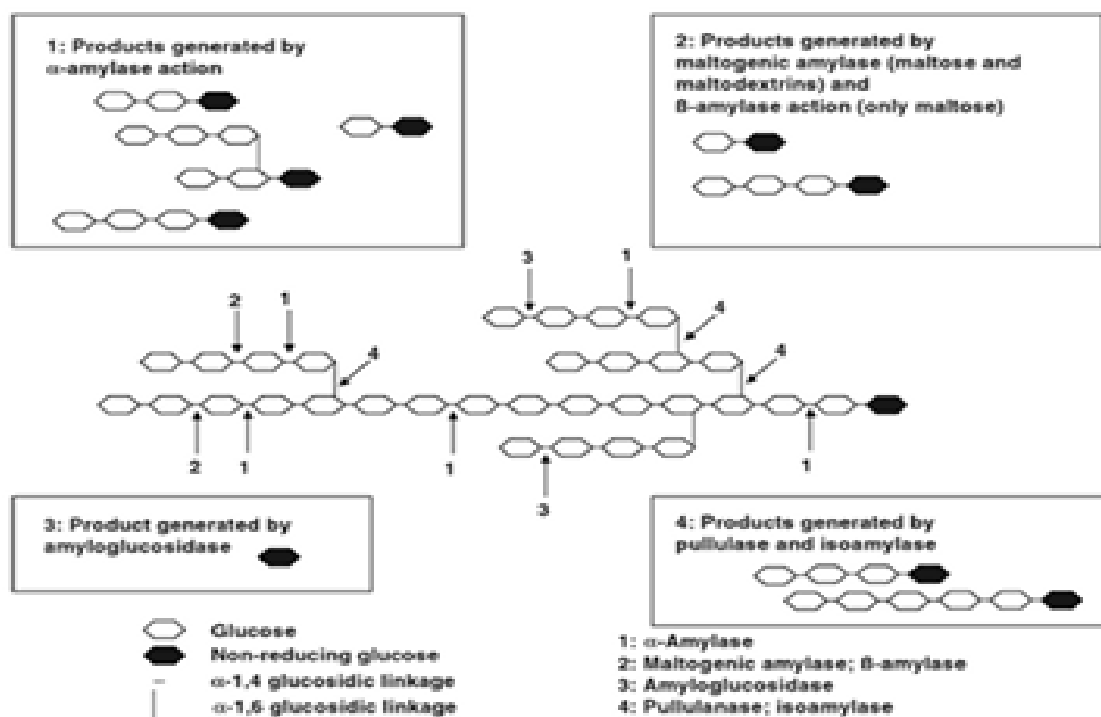 1: Products generated by
α-amylase action
2: Products generated by
maltogenic amylase (maltose and
maltodextrins) and
ß-amylase action (only maltose)
3
1
2
1
4
4
4
2
1
1
3
1
3: Product generated by
amyloglucosidase
4: Products generated by
pullulase and isoamylase
Glucose
Non-reducing glucose
α-1,4 glucosidic linkage
α-1,6 glucosidic linkage
1: α-Amylase
2: Maltogenic amylase; ß-amylase
3: Amyloglucosidase
4: Pullulanase; isoamylase